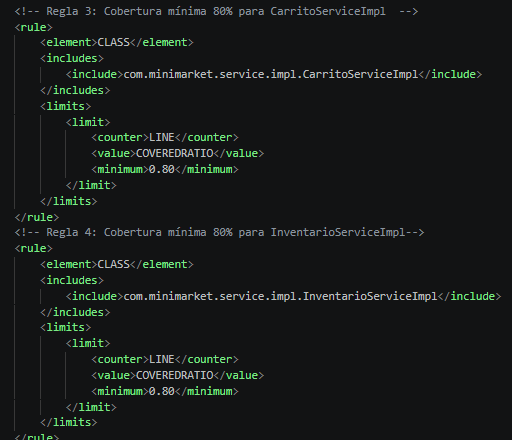 <!-- Regla 3: Cobertura mínima 80% para CarritoServiceImpl  -->
<rule>
    <element>CLASS</element>
    <includes>
        <include>com.minimarket.service.impl.CarritoServiceImpl</include>
    </includes>
    <limits>
        <limit>
            <counter>LINE</counter>
            <value>COVEREDRATIO</value>
            <minimum>0.80</minimum>
        </limit>
    </limits>
</rule>
<!-- Regla 4: Cobertura mínima 80% para InventarioServiceImpl-->
<rule>
    <element>CLASS</element>
    <includes>
        <include>com.minimarket.service.impl.InventarioServiceImpl</include>
    </includes>
    <limits>
        <limit>
            <counter>LINE</counter>
            <value>COVEREDRATIO</value>
            <minimum>0.80</minimum>
        </limit>
    </limits>
</rule>